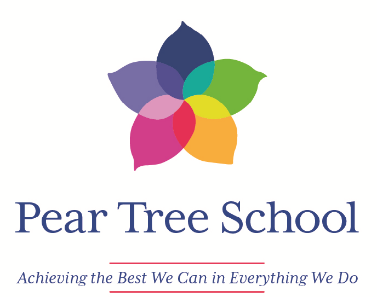 Pear Tree School
Achieving the Best We Can in Everything We Do